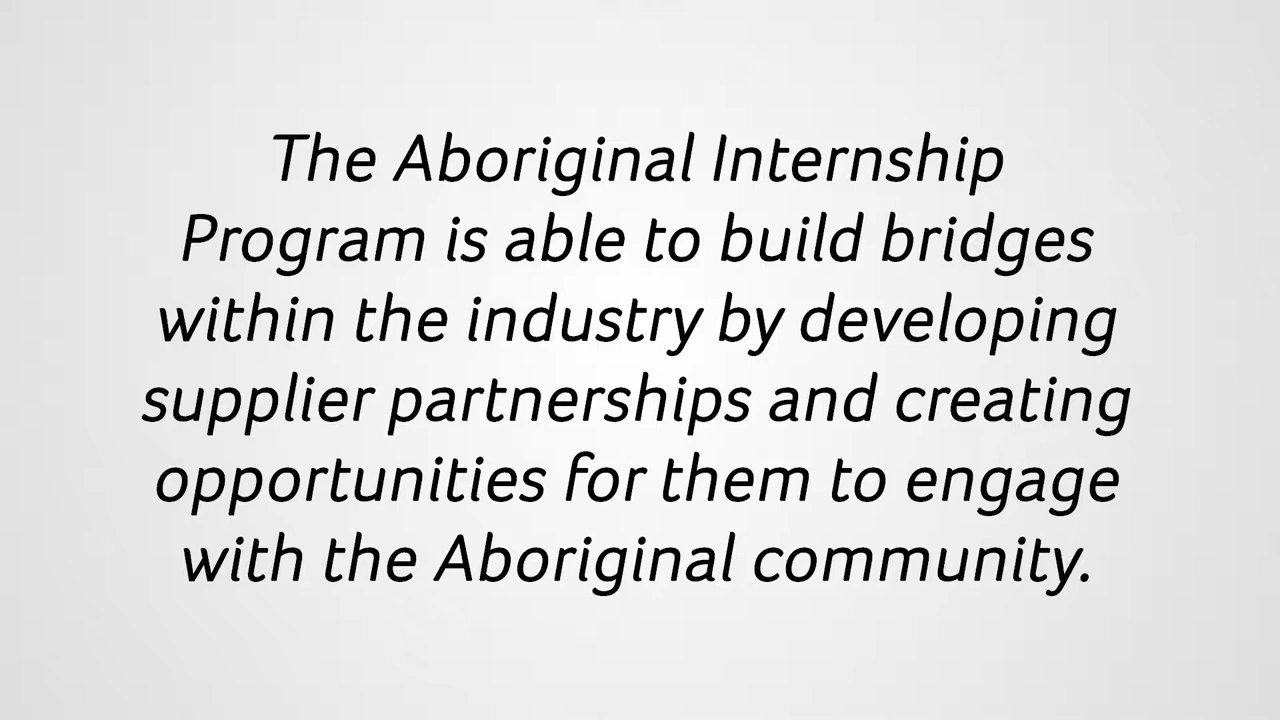 The Aboriginal Internship
Program is able to build bridges
within the industry by developing
supplier partnerships and creating
opportunities for them to engage
with the Aboriginal community.